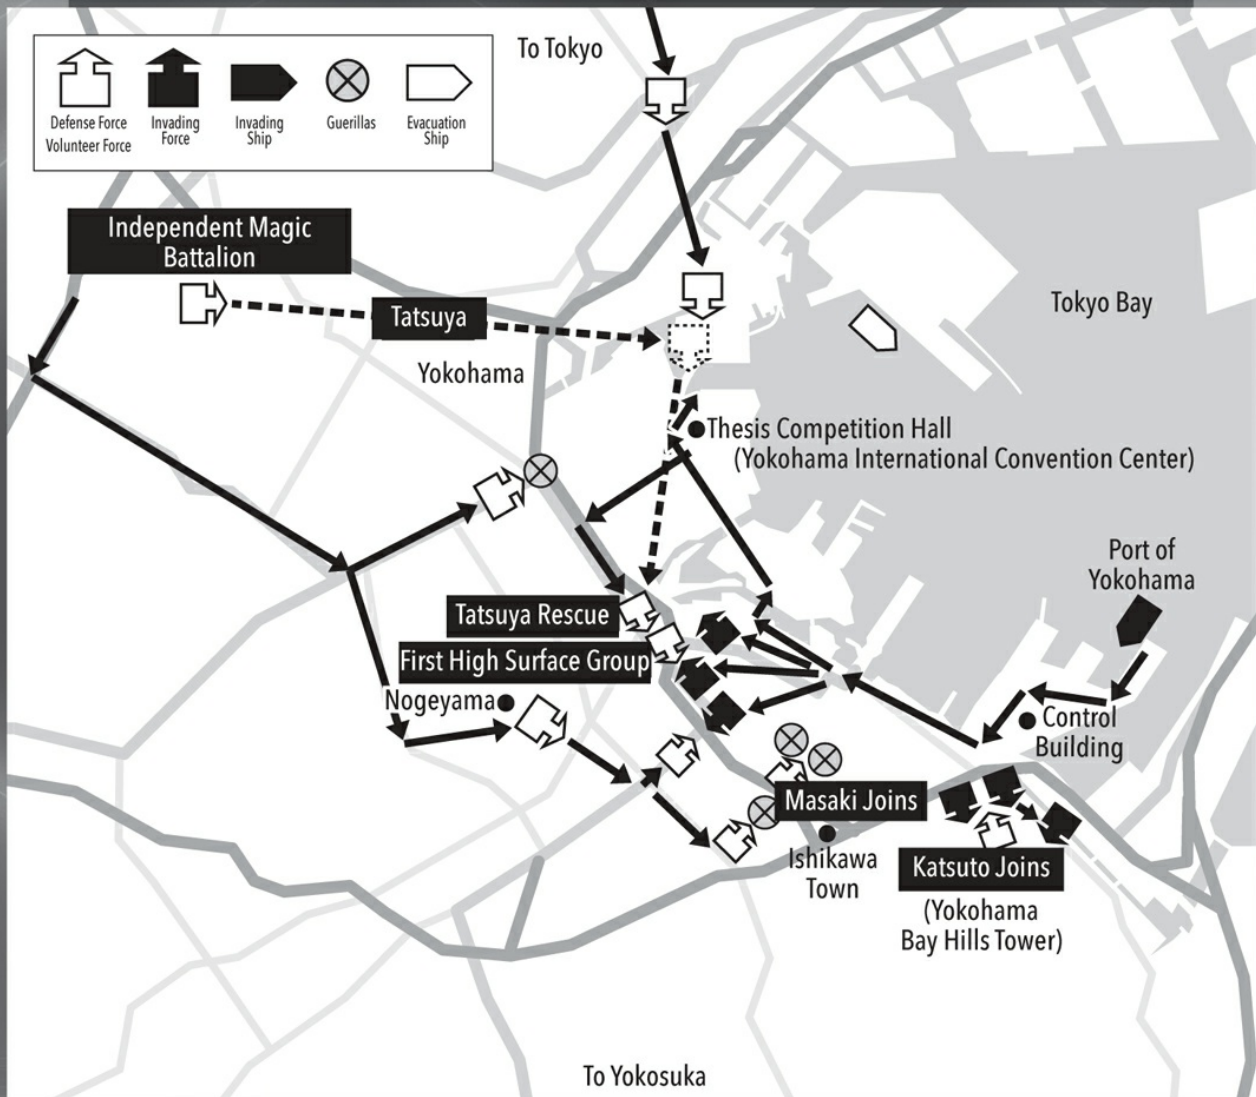 To Tokyo
Defense Force
Volunteer Force
Invading
Force
Invading
Ship
Guerillas
Evacuation
Ship
Independent Magic
Battalion
Tatsuya
Tokyo Bay
Yokohama
Thesis Competition Hall
(Yokohama International Convention Center)
Port of
Yokohama
Tatsuya Rescue
First High Surface Group
Nogeyama
Control
Building
Masaki Joins
Ishikawa
Town
Katsuto Joins
(Yokohama
Bay Hills Tower)
To Yokosuka